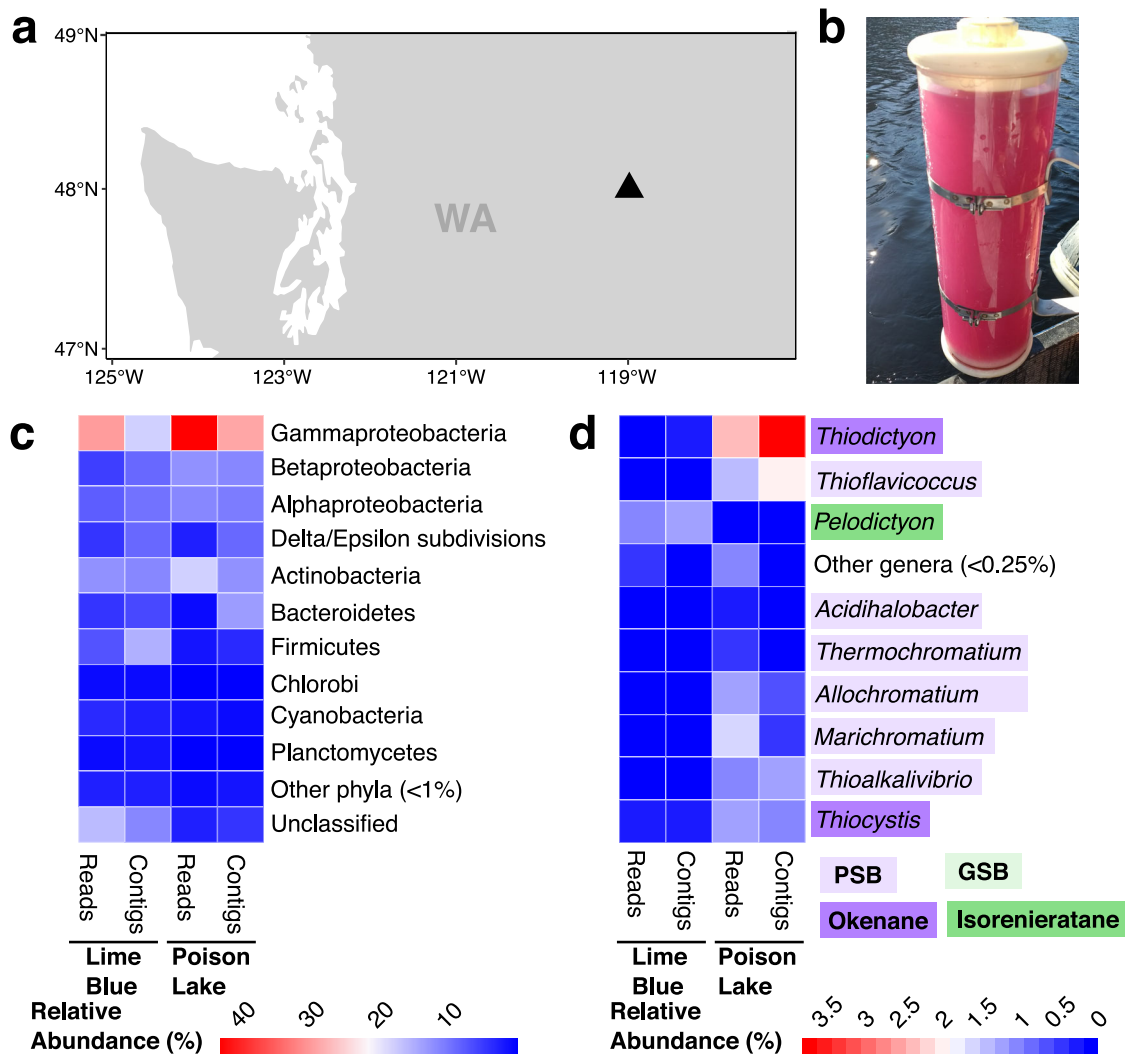 a
49°N
48°N
47°N
WA
125°W
123°W
121°W
119°W
b
c
Gammaproteobacteria
Betaproteobacteria
Alphaproteobacteria
Delta/Epsilon subdivisions
Actinobacteria
Bacteroidetes
Firmicutes
Chlorobi
Cyanobacteria
Planctomycetes
Other phyla (<1%)
Unclassified
Reads
Contigs
Reads
Contigs
Lime
Blue
Poison
Lake
Relative
Abundance (%)
40
30
20
10
d
Thiodictyon
Thioflavicoccus
Pelodictyon
Other genera (<0.25%)
Acidihalobacter
Thermochromatium
Allochromatium
Marichromatium
Thioalkalivibrio
Thiocystis
Reads
Contigs
Reads
Contigs
Lime
Blue
Poison
Lake
PSB
GSB
Okenane
Isorenieratane
Relative
Abundance (%)
3.5
3
2.5
2
1.5
1
0.5
0